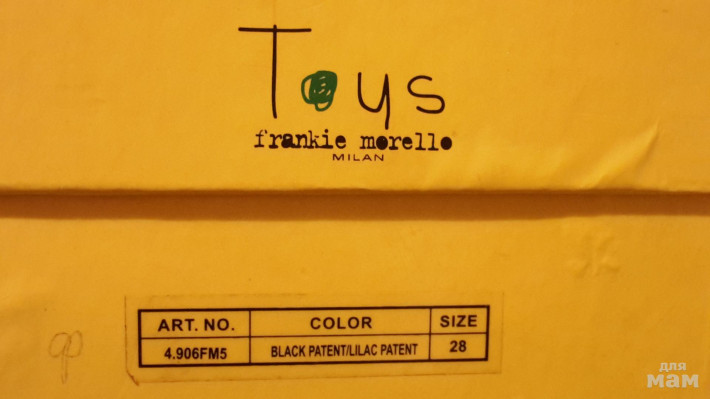 Toys
frankie morello
MILAN
ART. NO. COLOR SIZE
4.906FM5 BLACK PATENT/LILAC PATENT 28
для
мам